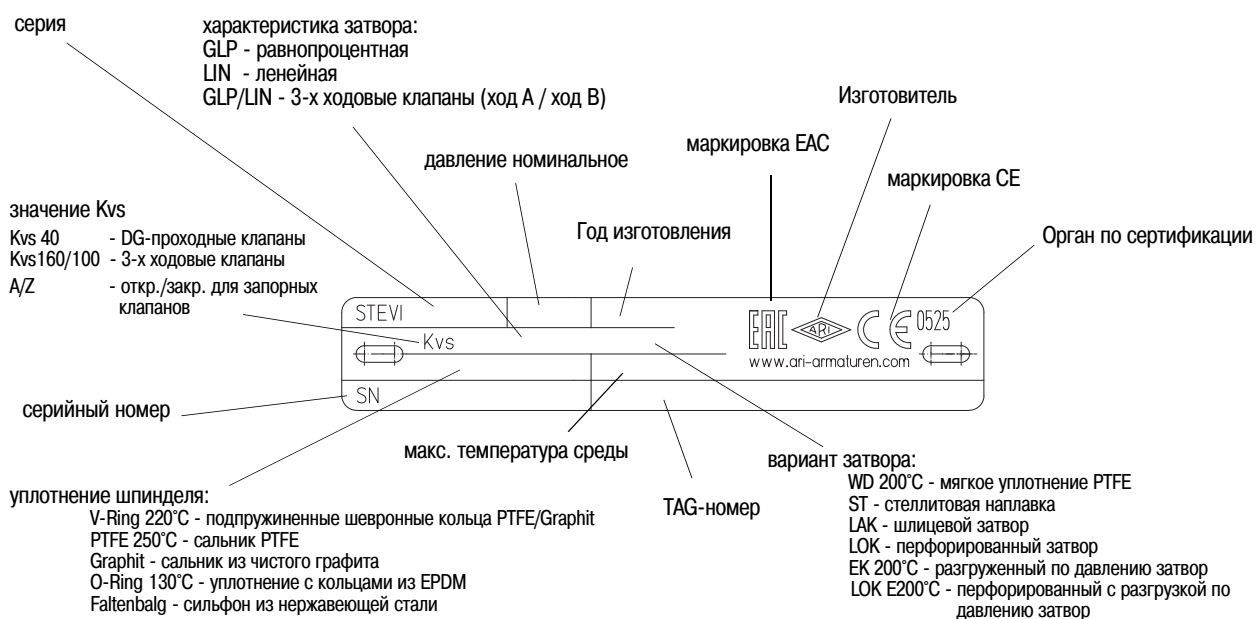 серия
характеристика затвора:
GLP - равнопроцентная
LIN - ленейная
GLP/LIN - 3-х ходовые клапаны (ход A / ход B)
Изготовитель
давление номинальное
маркировка EAC
маркировка CE
значение Kvs
Kvs 40 - DG-проходные клапаны
Kvs160/100 - 3-х ходовые клапаны
A/Z - откр./закр. для запорных
клапанов
Год изготовления
Орган по сертификации
STEVI
EAC ARI CE 0525
Kvs
www.ari-armaturen.com
SN
серийный номер
макс. температура среды
TAG-номер
уплотнение шпинделя:
V-Ring 220°C - подпружиненные шевронные кольца PTFE/Graphit
PTFE 250°C - сальник PTFE
Graphit - сальник из чистого графита
O-Ring 130°C - уплотнение с кольцами из EPDM
Faltenbalg - сильфон из нержавеющей стали
вариант затвора:
WD 200°C - мягкое уплотнение PTFE
ST - стеллитовая наплавка
LAK - шлицевой затвор
LOK - перфорированный затвор
EK 200°C - разгруженный по давлению затвор
LOK E200°C - перфорированный с разгрузкой по
давлению затвор